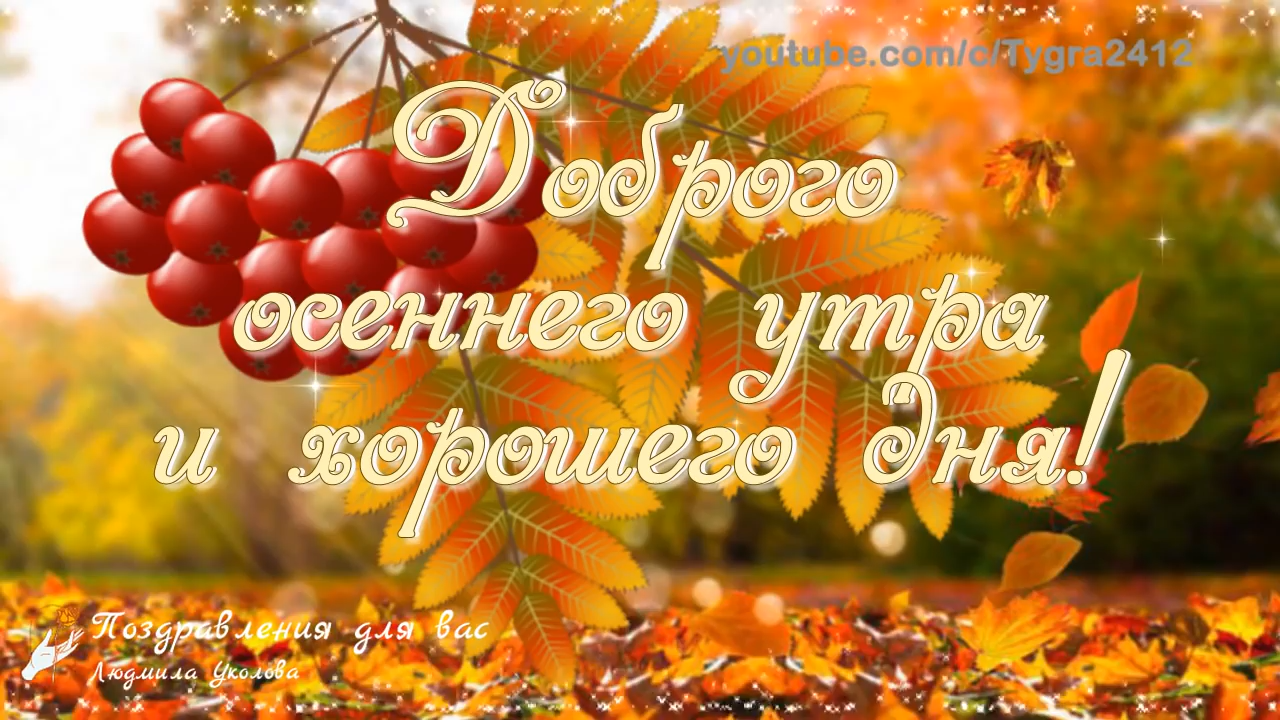 youtube.com/c/Tygra2412
Доброго
осеннего утра
и хорошего дня!
Поздравления для вас
Людмила Уколова